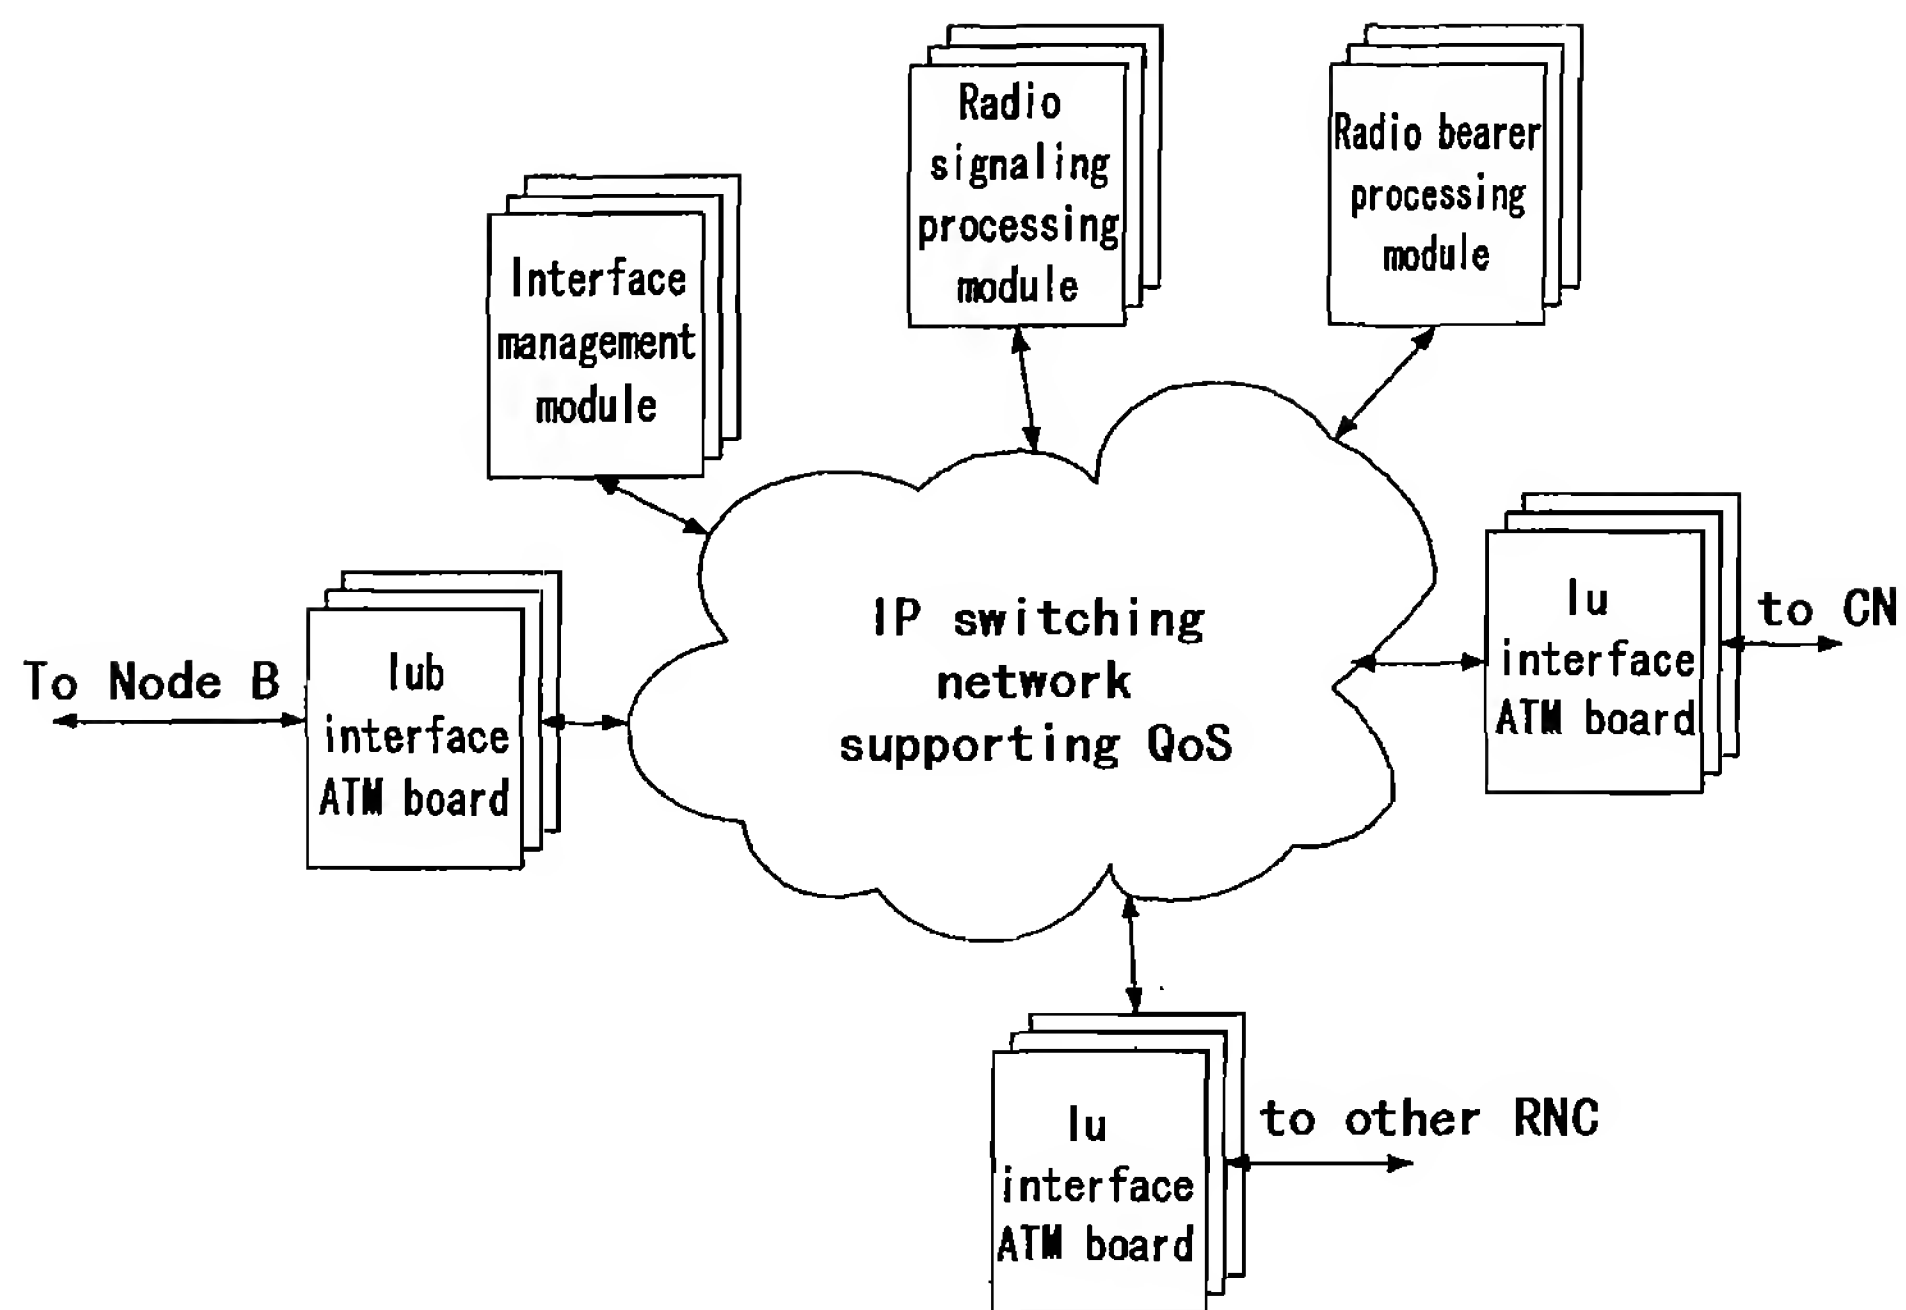 Radio
signaling
processing
module
Radio bearer
processing
module
Interface
management
module
IP switching
network
supporting QoS
Iu
interface
ATM board
to CN
To Node B
Iub
interface
ATM board
Iu
interface
ATM board
to other RNC